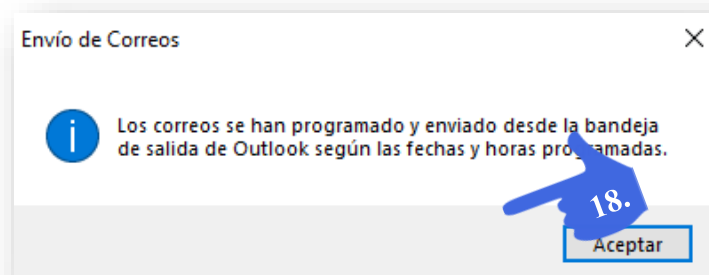 Envío de Correos
Los correos se han programado y enviado desde la bandeja
de salida de Outlook según las fechas y horas programadas.
18.
Aceptar